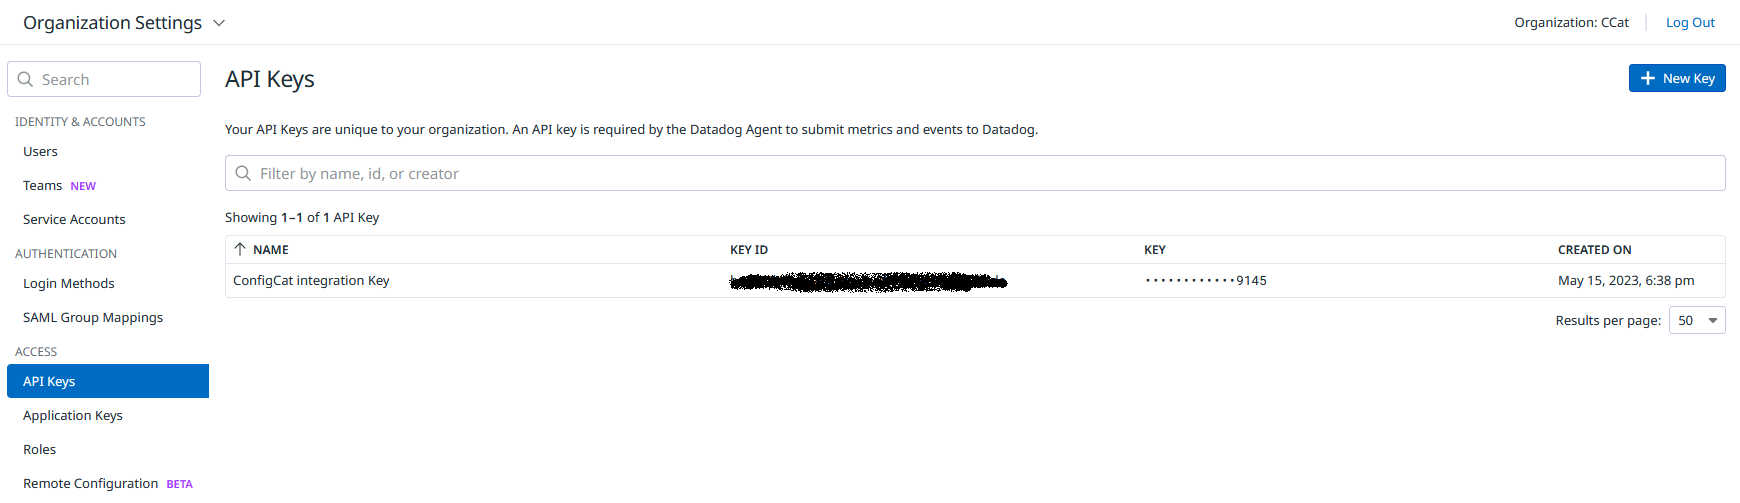 Organization Settings
Organization: CCat
Log Out
Search
IDENTITY & ACCOUNTS
Users
Teams NEW
Service Accounts
AUTHENTICATION
Login Methods
SAML Group Mappings
ACCESS
API Keys
Application Keys
Roles
Remote Configuration BETA
API Keys
+ New Key
Your API Keys are unique to your organization. An API key is required by the Datadog Agent to submit metrics and events to Datadog.
Filter by name, id, or creator
Showing 1–1 of 1 API Key
↑ NAME KEY ID KEY CREATED ON
ConfigCat integration Key ············9145 May 15, 2023, 6:38 pm
Results per page: 50